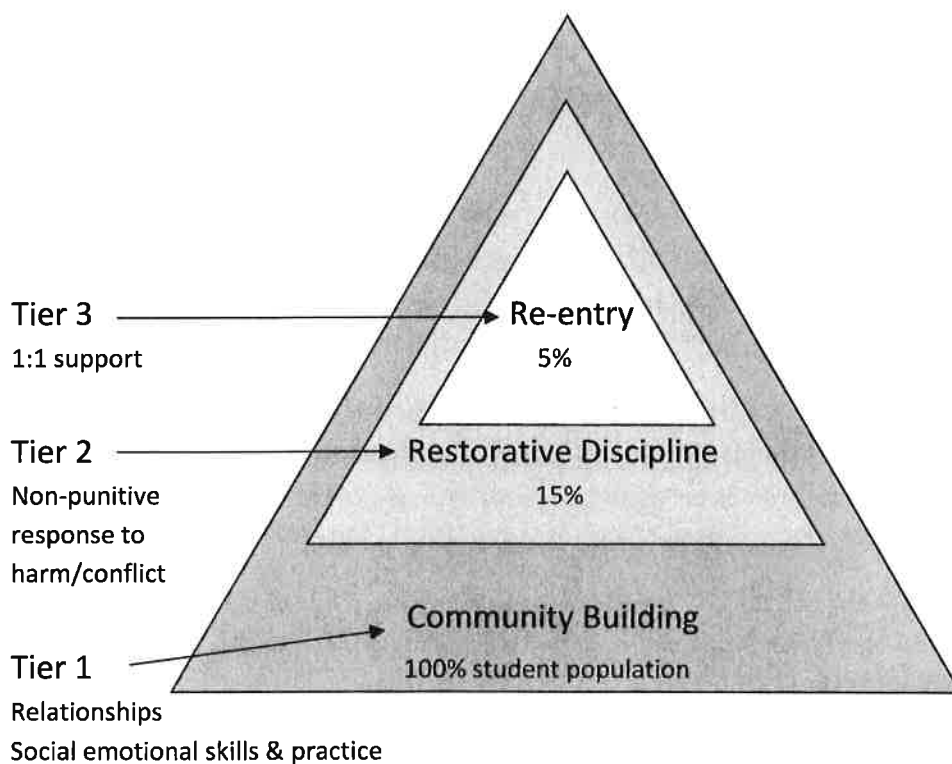 Tier 3
1:1 support
Re-entry
5%
Tier 2
Non-punitive
response to
harm/conflict
Restorative Discipline
15%
Community Building
100% student population
Tier 1
Relationships
Social emotional skills & practice